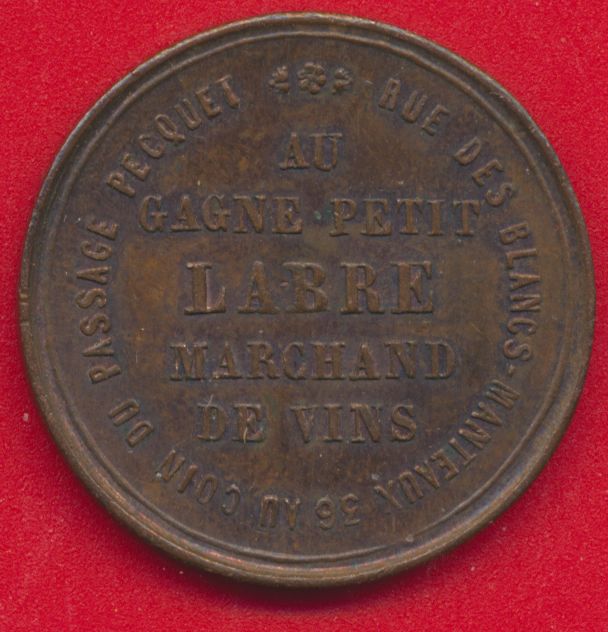 RUE DES BLANCS-MANTEAUX 36 AU COIN DU PASSAGE PECQUET
AU
GAGNE PETIT
LABRE
MARCHAND
DE VINS